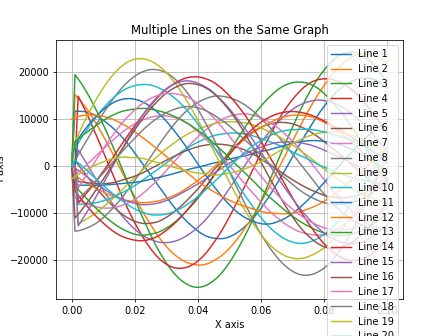 Multiple Lines on the Same Graph
20000
10000
0
−10000
−20000
0.00
0.02
0.04
0.06
X axis
Line 1
Line 2
Line 3
Line 4
Line 5
Line 6
Line 7
Line 8
Line 9
Line 10
Line 11
Line 12
Line 13
Line 14
Line 15
Line 16
Line 17
Line 18
Line 19